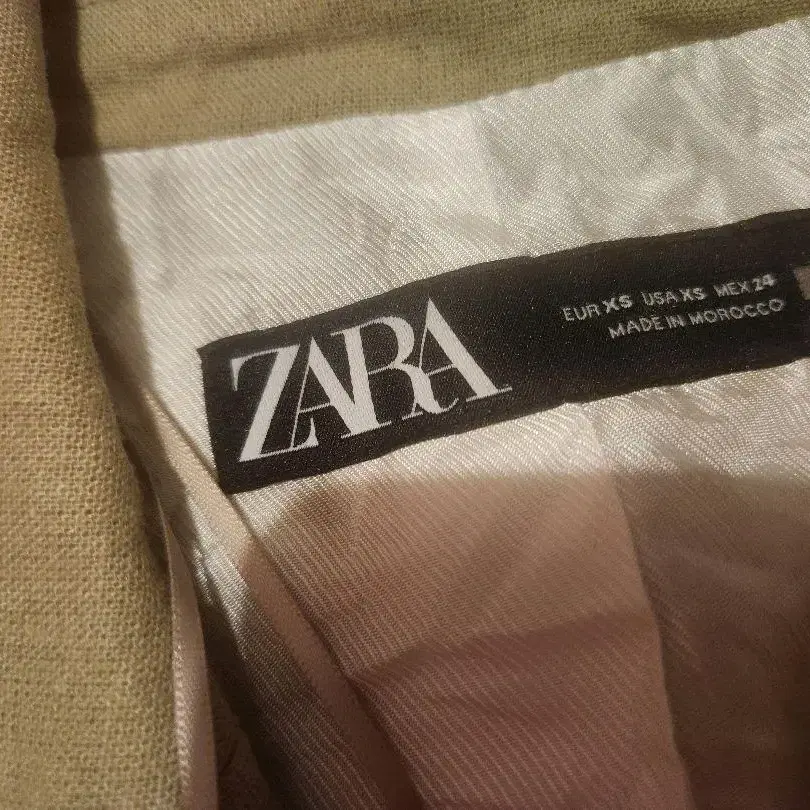 ZARA
EUR XS USA XS MEX 24
MADE IN MOROCCO